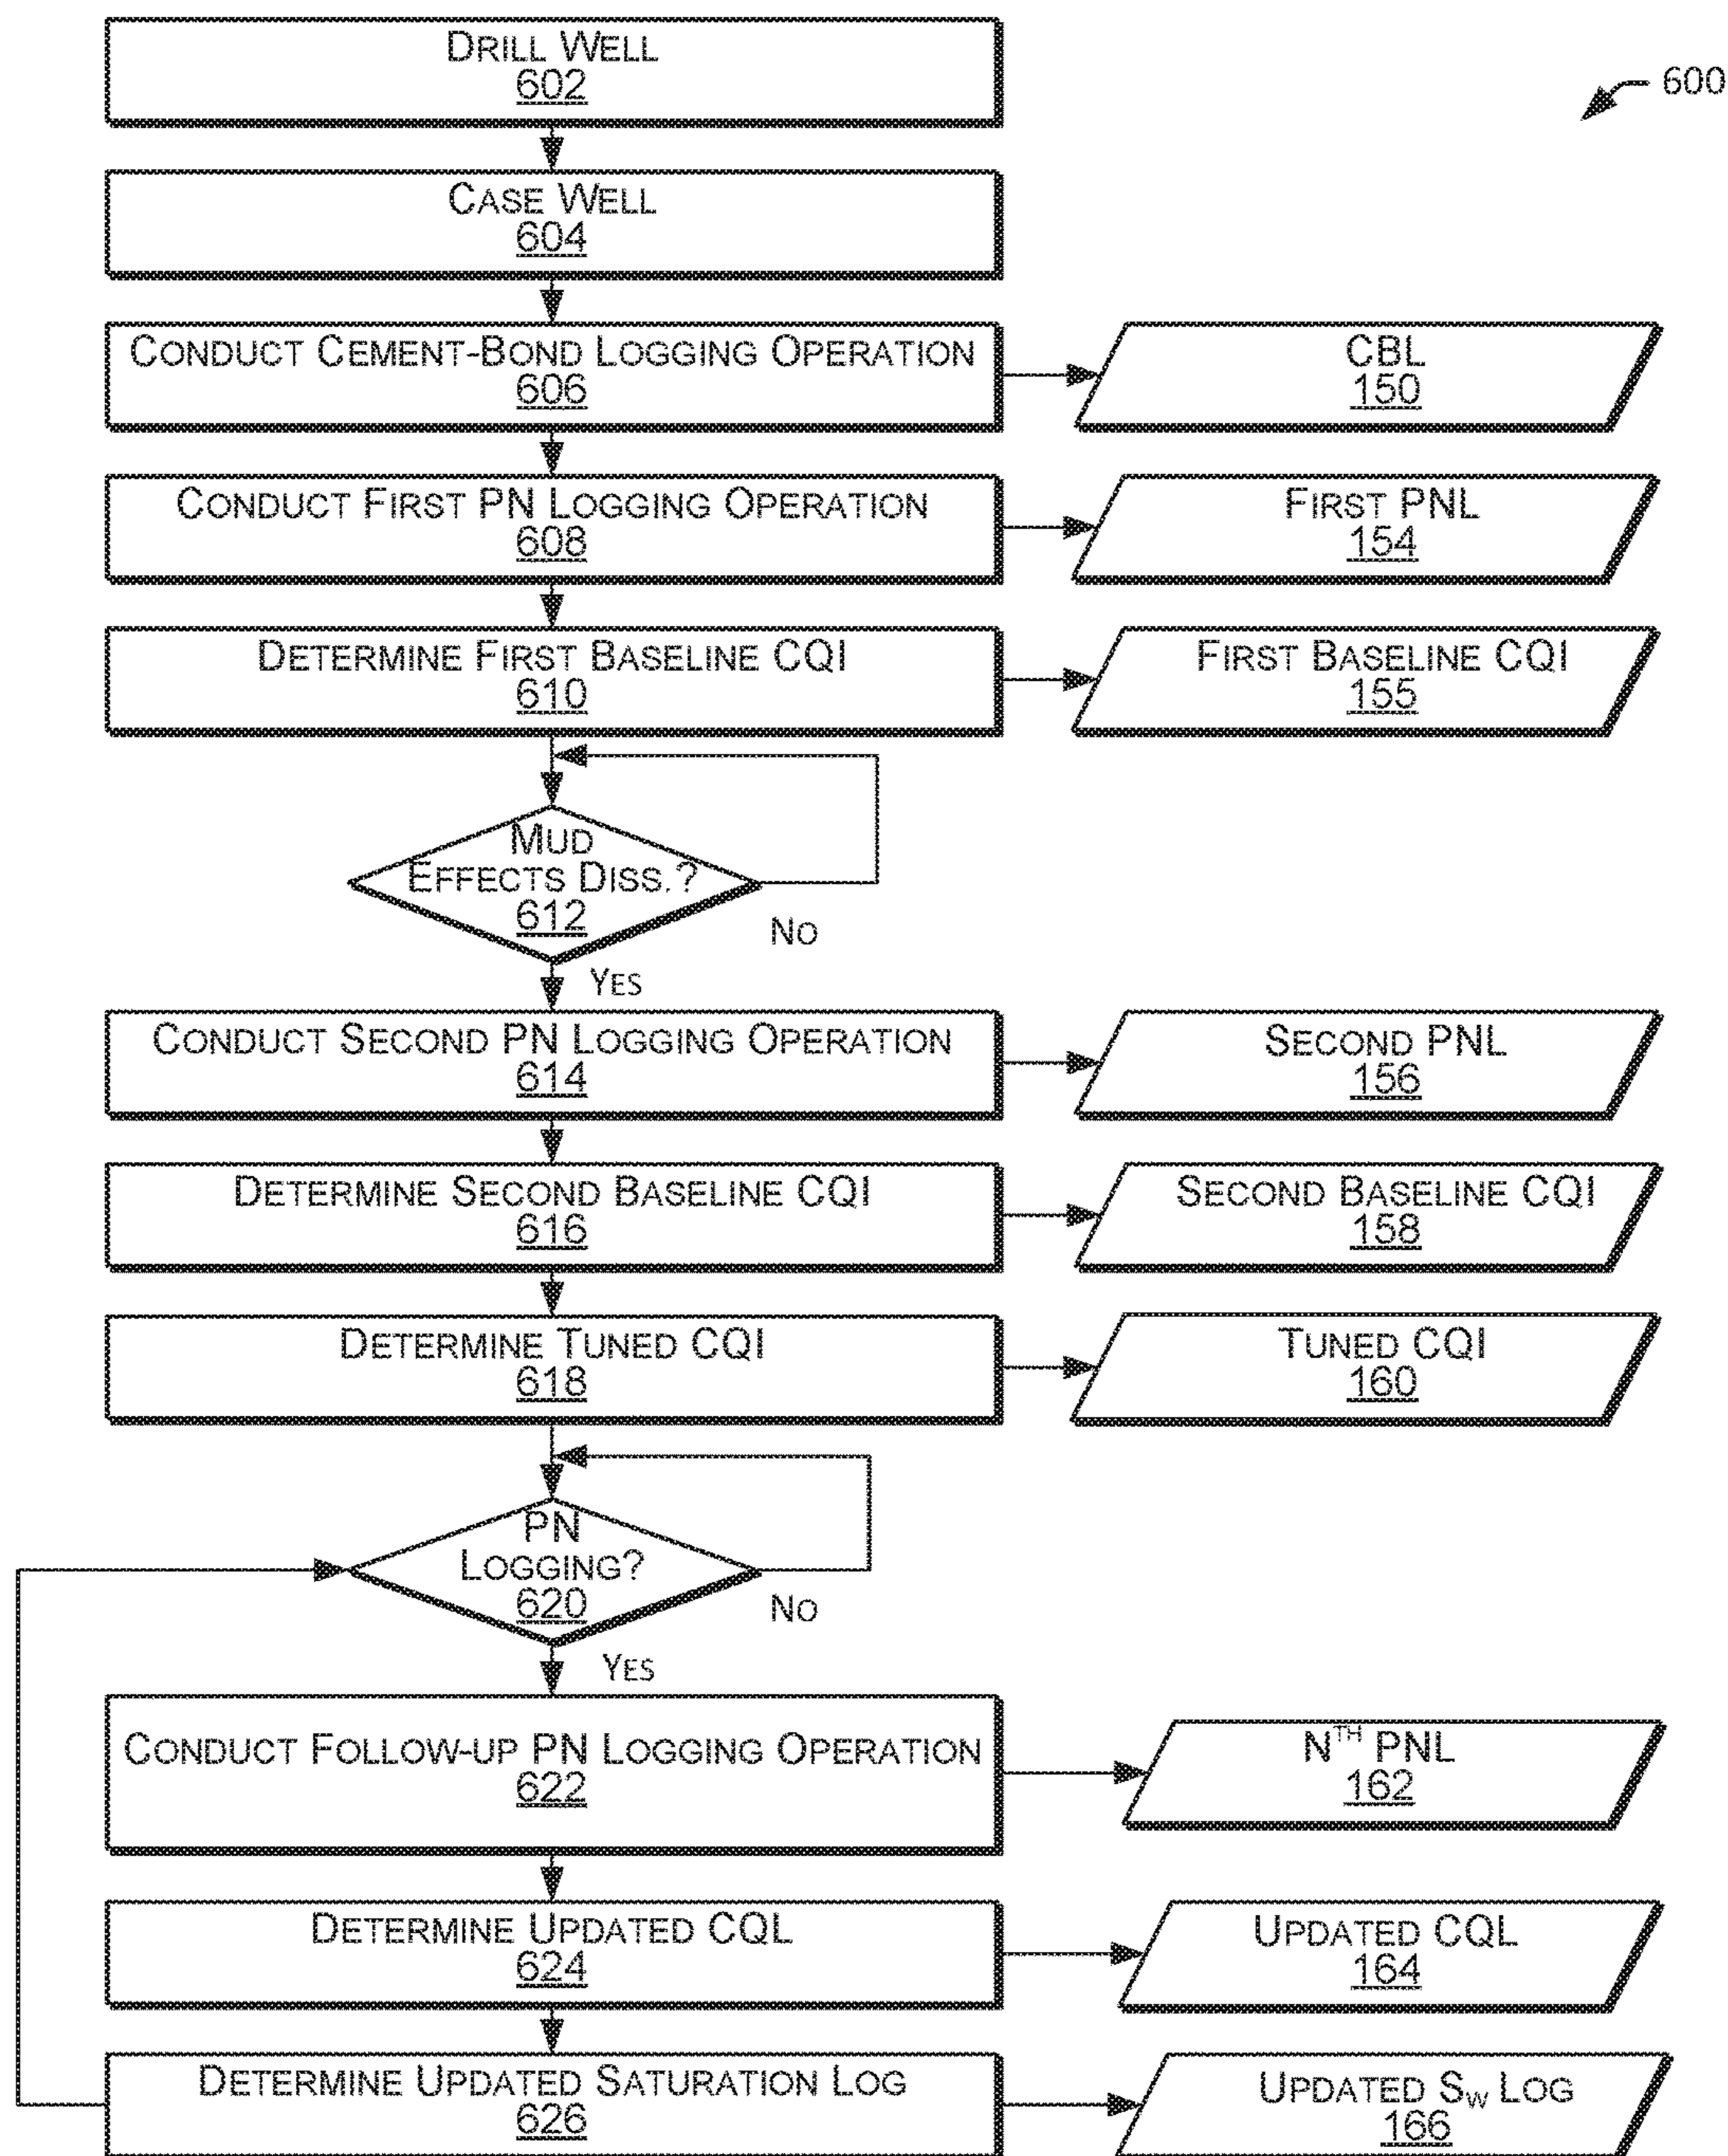 DRILL WELL
602
600
CASE WELL
604
CONDUCT CEMENT-BOND LOGGING OPERATION
606
CBL
150
CONDUCT FIRST PN LOGGING OPERATION
608
FIRST PNL
154
DETERMINE FIRST BASELINE CQI
610
FIRST BASELINE CQI
155
MUD
EFFECTS DISS.?
612
NO
YES
CONDUCT SECOND PN LOGGING OPERATION
614
SECOND PNL
156
DETERMINE SECOND BASELINE CQI
616
SECOND BASELINE CQI
158
DETERMINE TUNED CQI
618
TUNED CQI
160
PN
LOGGING?
620
NO
YES
CONDUCT FOLLOW-UP PN LOGGING OPERATION
622
NTH PNL
162
DETERMINE UPDATED CQL
624
UPDATED CQL
164
DETERMINE UPDATED SATURATION LOG
626
UPDATED SW LOG
166